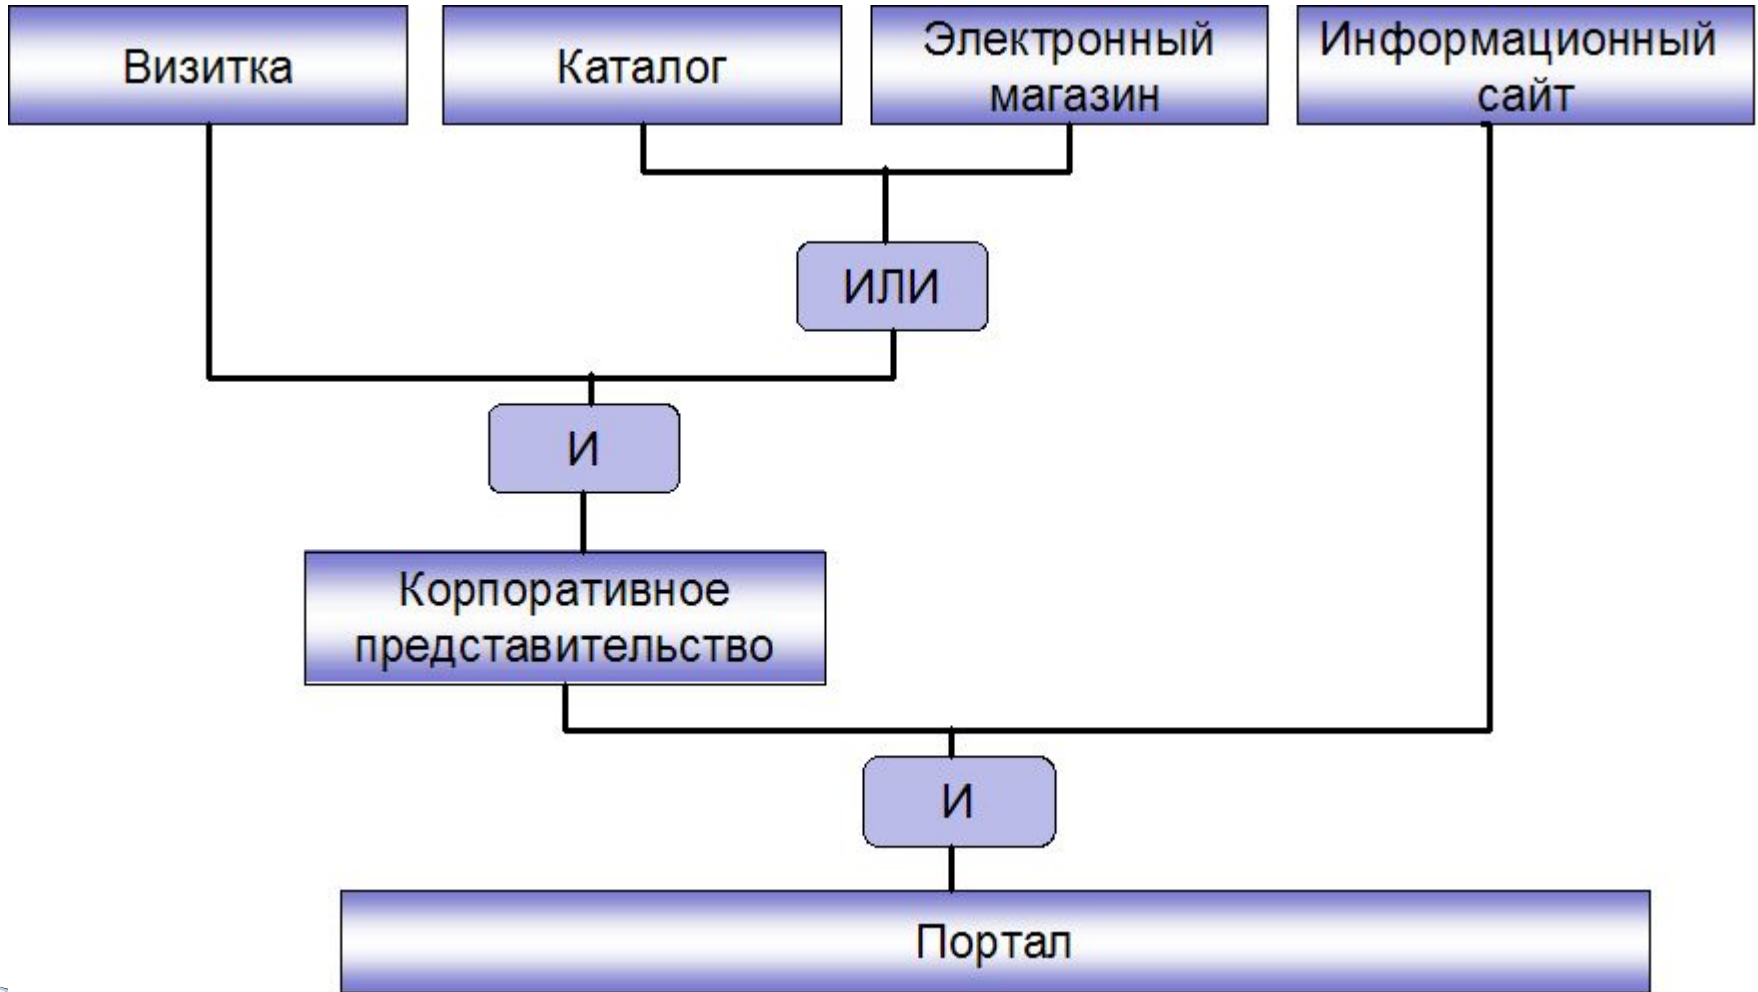 Визитка
Каталог
Электронный
магазин
Информационный
сайт
ИЛИ
И
Корпоративное
представительство
И
Портал